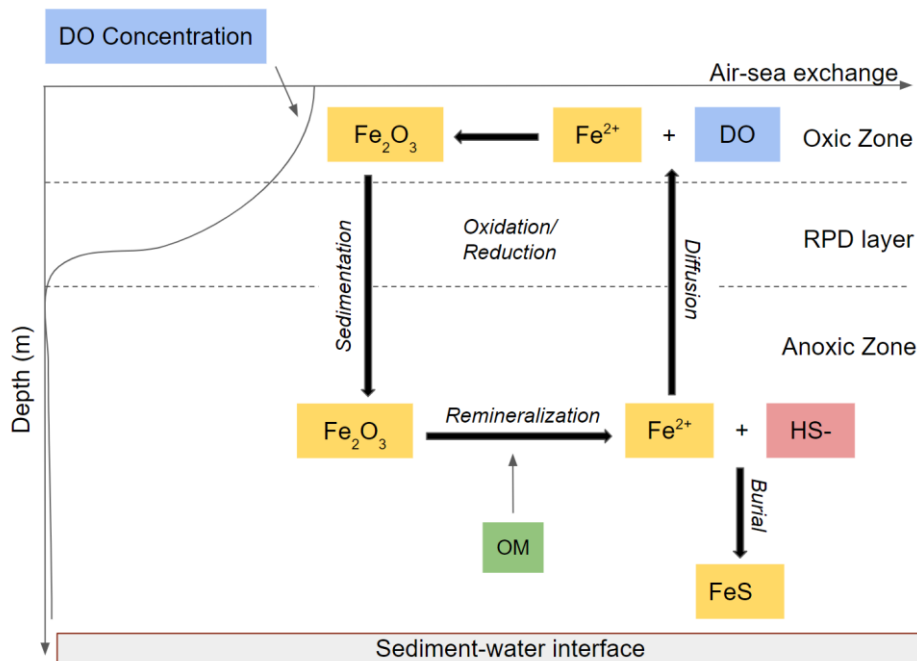 DO Concentration
Air-sea exchange
Fe₂O₃
Fe²⁺
+
DO
Oxic Zone
Oxidation/
Reduction
RPD layer
Sedimentation
Diffusion
Anoxic Zone
Depth (m)
Fe₂O₃
Remineralization
Fe²⁺
+
HS-
OM
Burial
FeS
Sediment-water interface